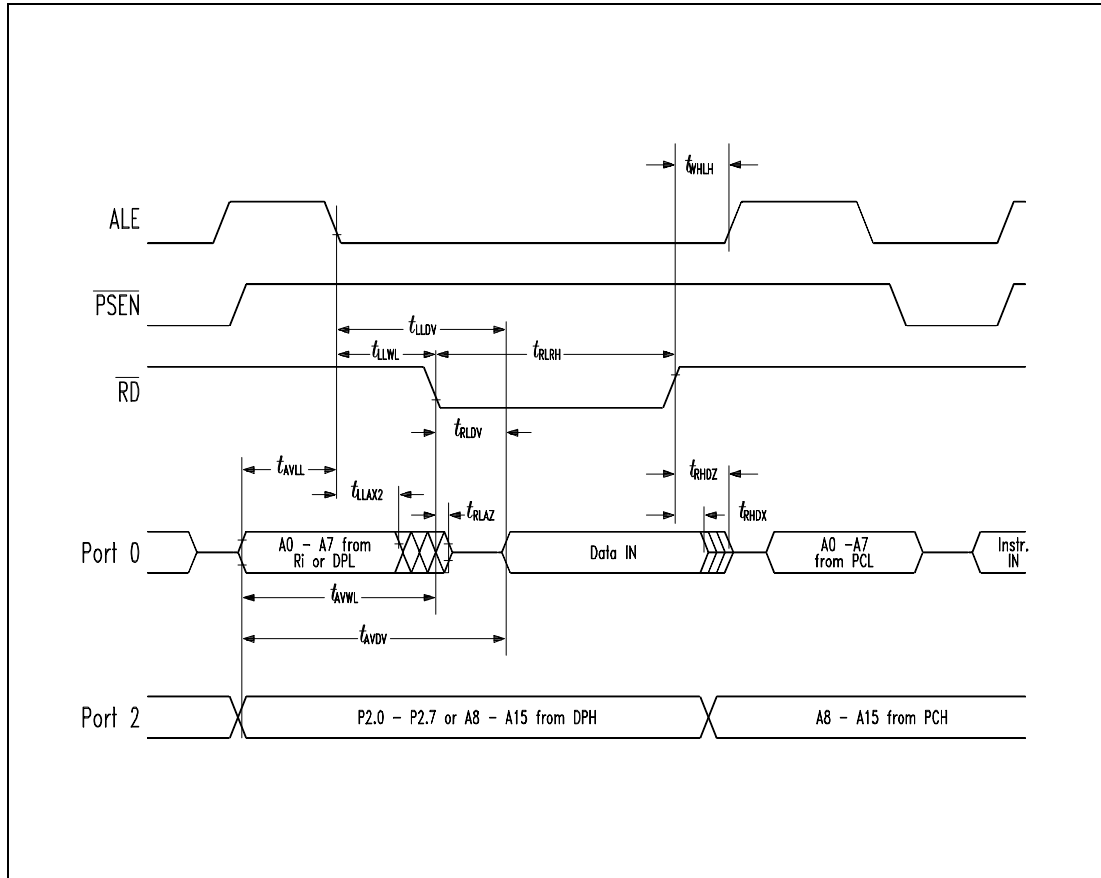 tWHLH
ALE
PSEN
tLLDV
tLLWL
tRLRH
RD
tRLDV
tAVLL
tLLAX2
tRLAZ
tRHDZ
tRHDX
Port 0
A0 - A7 from
Ri or DPL
Data IN
A0 -A7
from PCL
Instr.
IN
tAVWL
tAVDV
Port 2
P2.0 - P2.7 or A8 - A15 from DPH
A8 - A15 from PCH